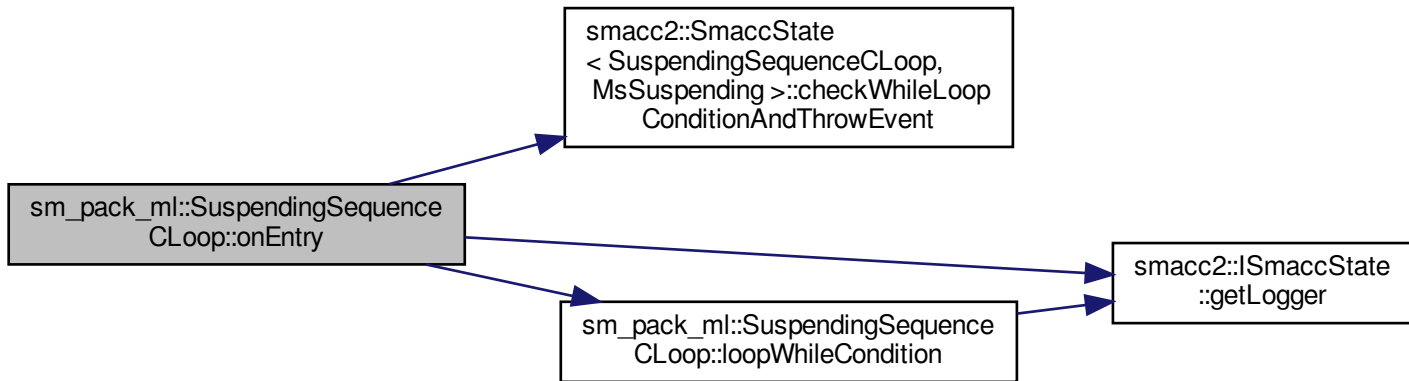 smacc2::SmaccState
< SuspendingSequenceCLoop,
MsSuspending >::checkWhileLoop
ConditionAndThrowEvent
sm_pack_ml::SuspendingSequence
CLoop::onEntry
smacc2::ISmaccState
::getLogger
sm_pack_ml::SuspendingSequence
CLoop::loopWhileCondition